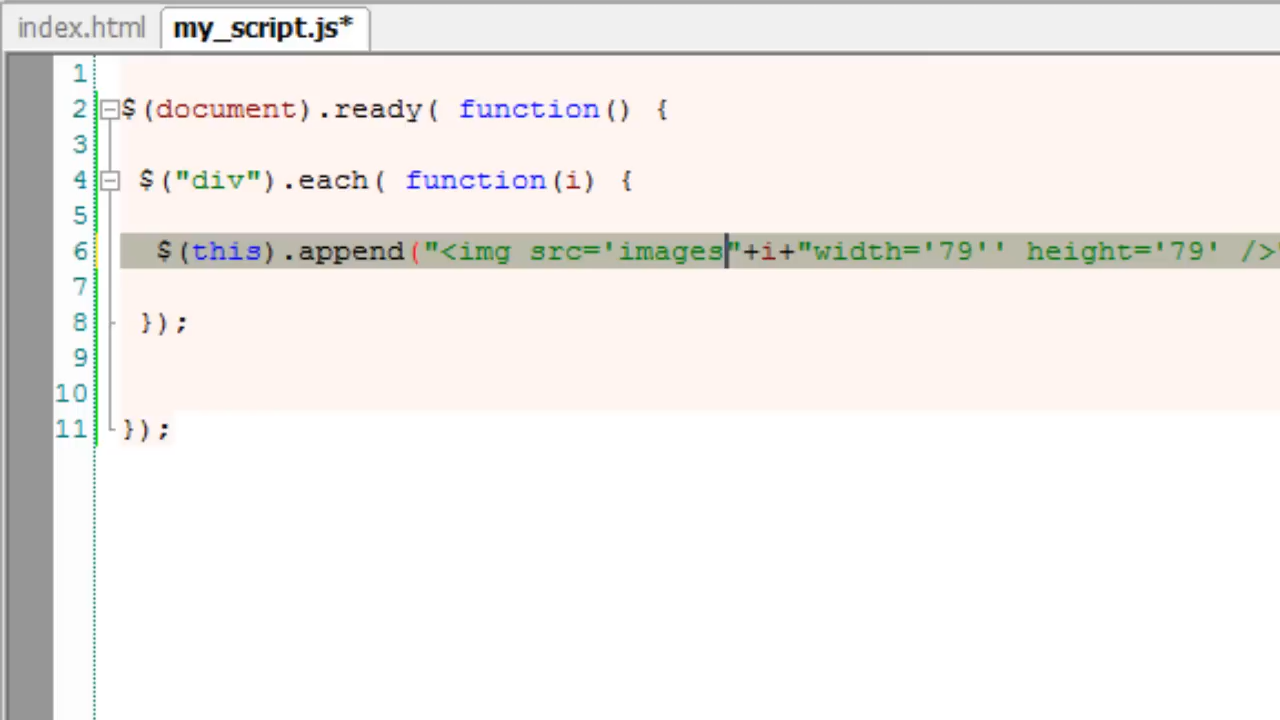 index.html my_script.js*
1
2 $(document).ready( function() {
3
4 $("div").each( function(i) {
5
6 $(this).append("<img src='images"+i+"width='79'' height='79' />"
7
8 });
9
10
11 });